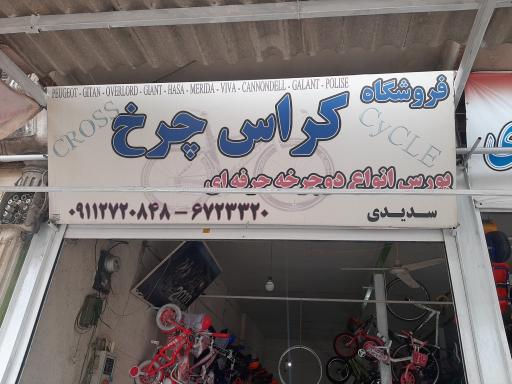 PEUGEOT - GITAN - OVERLORD - GIANT - HASA - MERIDA - VIVA - CANNONDELL - GALANT - POLISE
فروشگاه
کراس چرخ
CROSS
CyCLE
بورس انواع دوچرخه حرفه ای
سدیدی
۰۹۱۱۲۷۲۰۸۴۸ – ۶۷۲۳۳۲۰